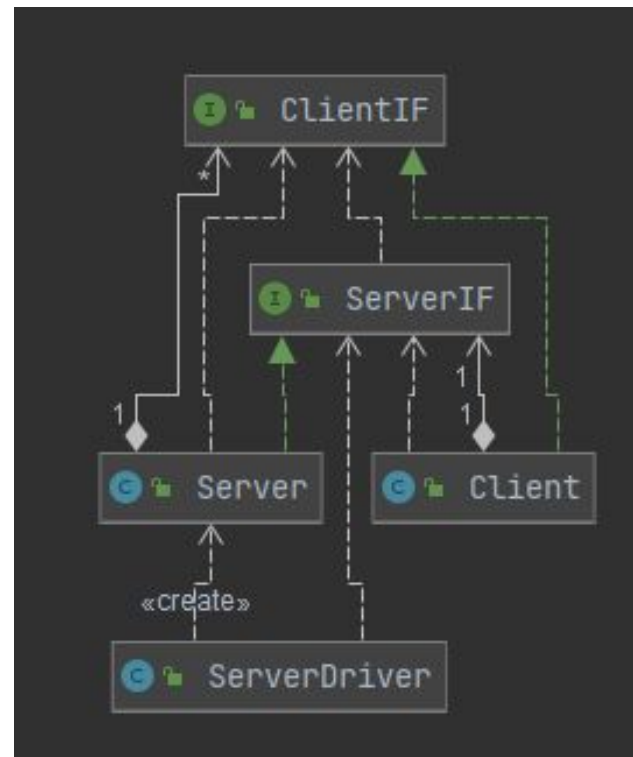 I ClientIF
*
I ServerIF
1
1 1
C Server
C Client
«create»
C ServerDriver